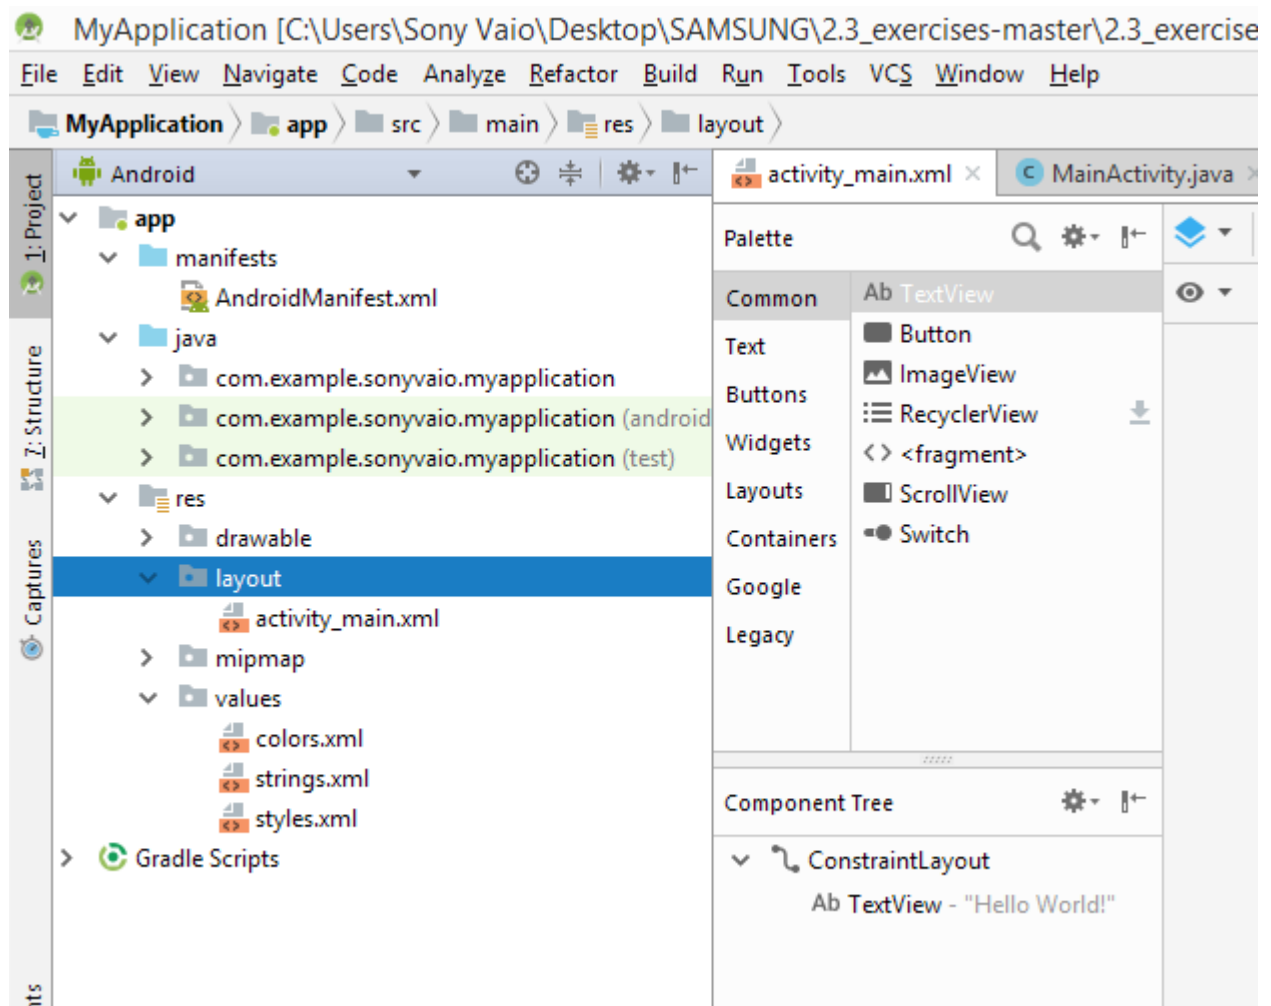 MyApplication [C:\Users\Sony Vaio\Desktop\SAMSUNG\2.3_exercises-master\2.3_exercise
File Edit View Navigate Code Analyze Refactor Build Run Tools VCS Window Help
MyApplication app src main res layout
1: Project
7: Structure
Captures
Android
app
manifests
AndroidManifest.xml
java
com.example.sonyvaio.myapplication
com.example.sonyvaio.myapplication (android
com.example.sonyvaio.myapplication (test)
res
drawable
layout
activity_main.xml
mipmap
values
colors.xml
strings.xml
styles.xml
Gradle Scripts
activity_main.xml
C MainActivity.java
Palette
Common
Text
Buttons
Widgets
Layouts
Containers
Google
Legacy
Ab TextView
Button
ImageView
RecyclerView
<fragment>
ScrollView
Switch
Component Tree
ConstraintLayout
Ab TextView - "Hello World!"